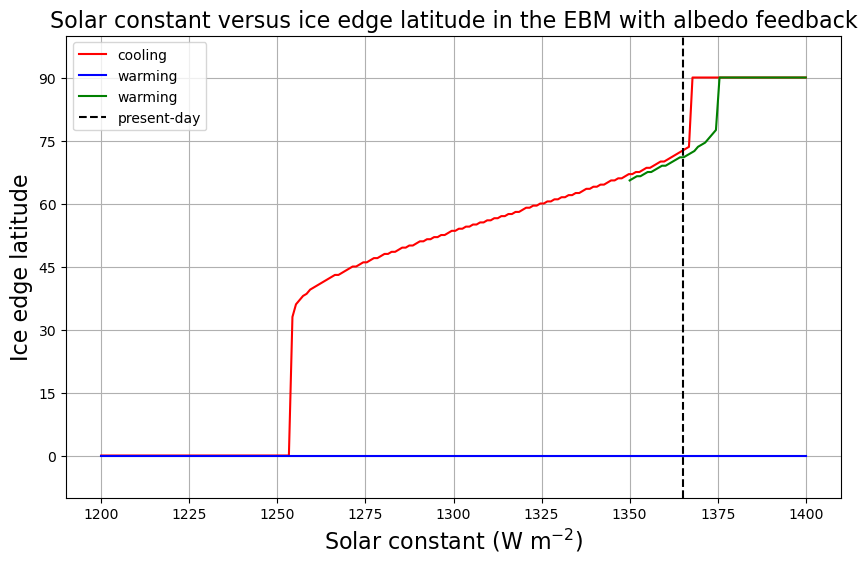 Solar constant versus ice edge latitude in the EBM with albedo feedback
cooling
warming
warming
present-day
Ice edge latitude
90
75
60
45
30
15
0
1200 1225 1250 1275 1300 1325 1350 1375 1400
Solar constant (W m⁻²)